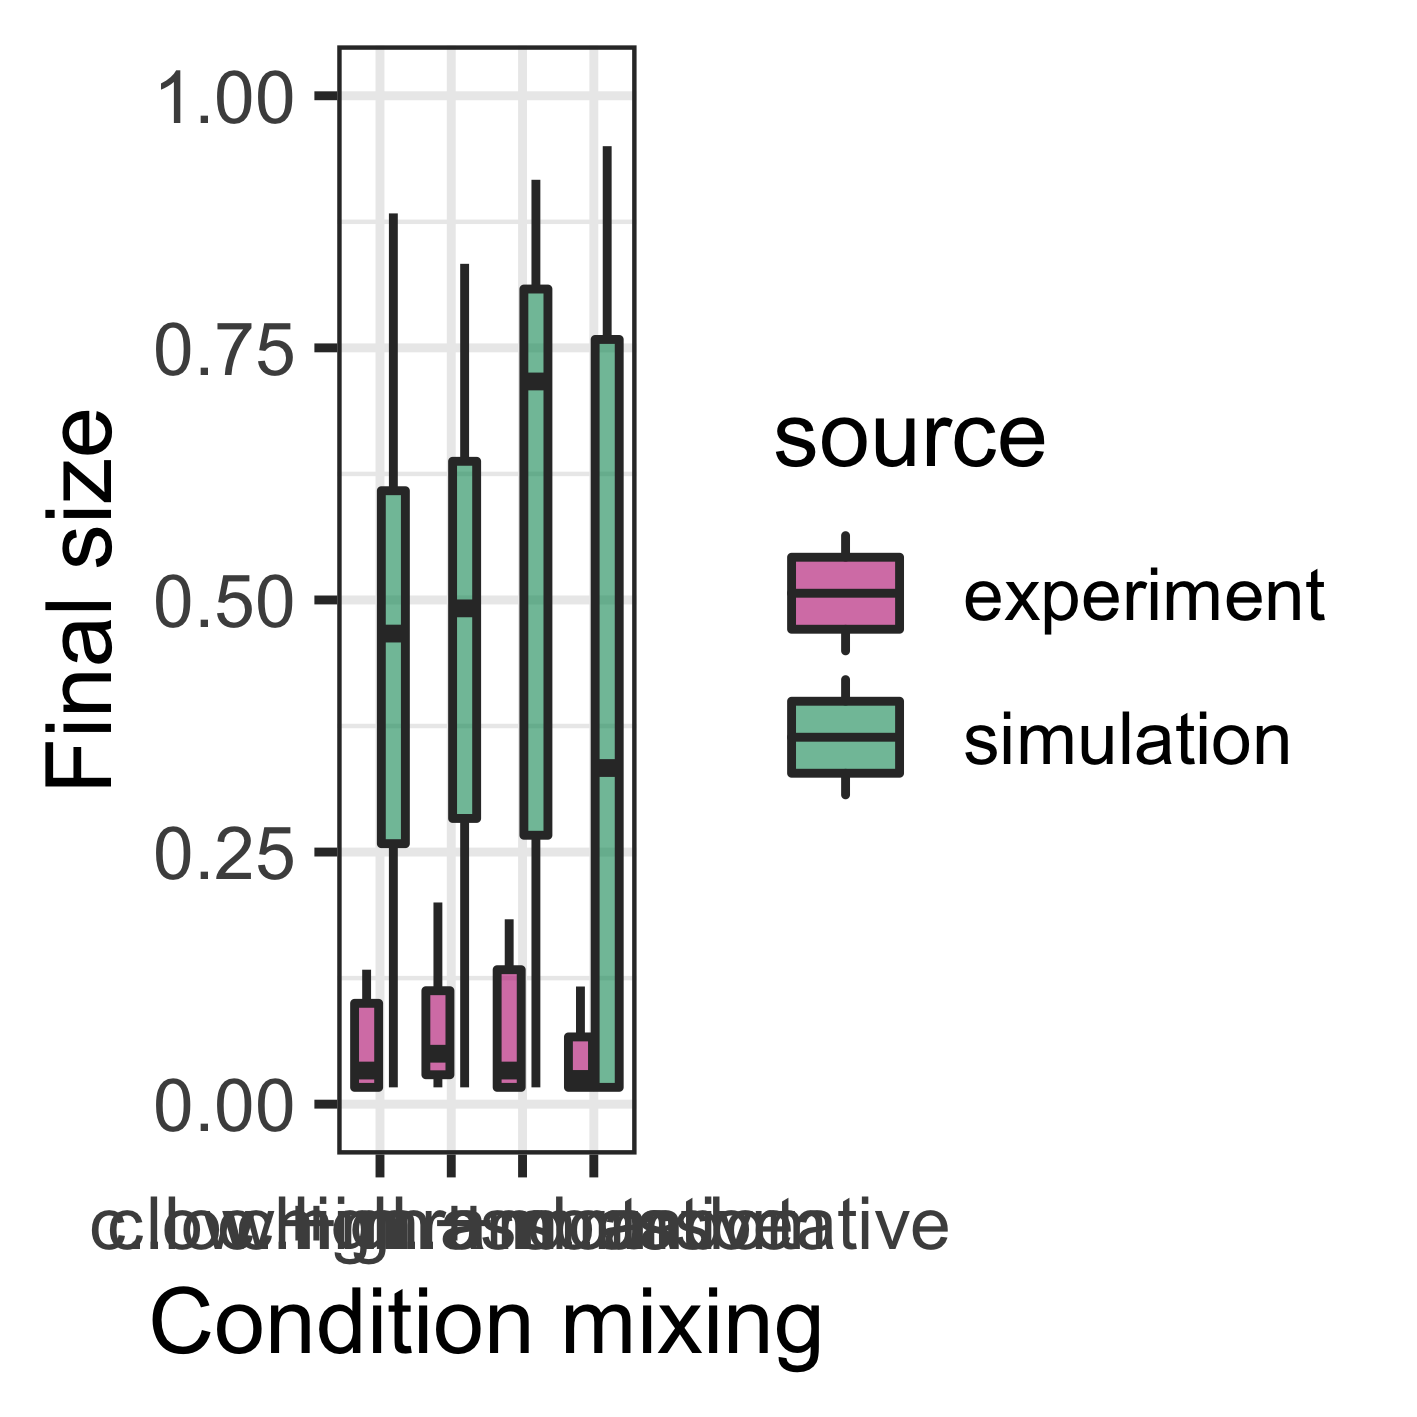 1.00
0.75
0.50
0.25
0.00
Final size
Condition mixing
source
experiment
simulation